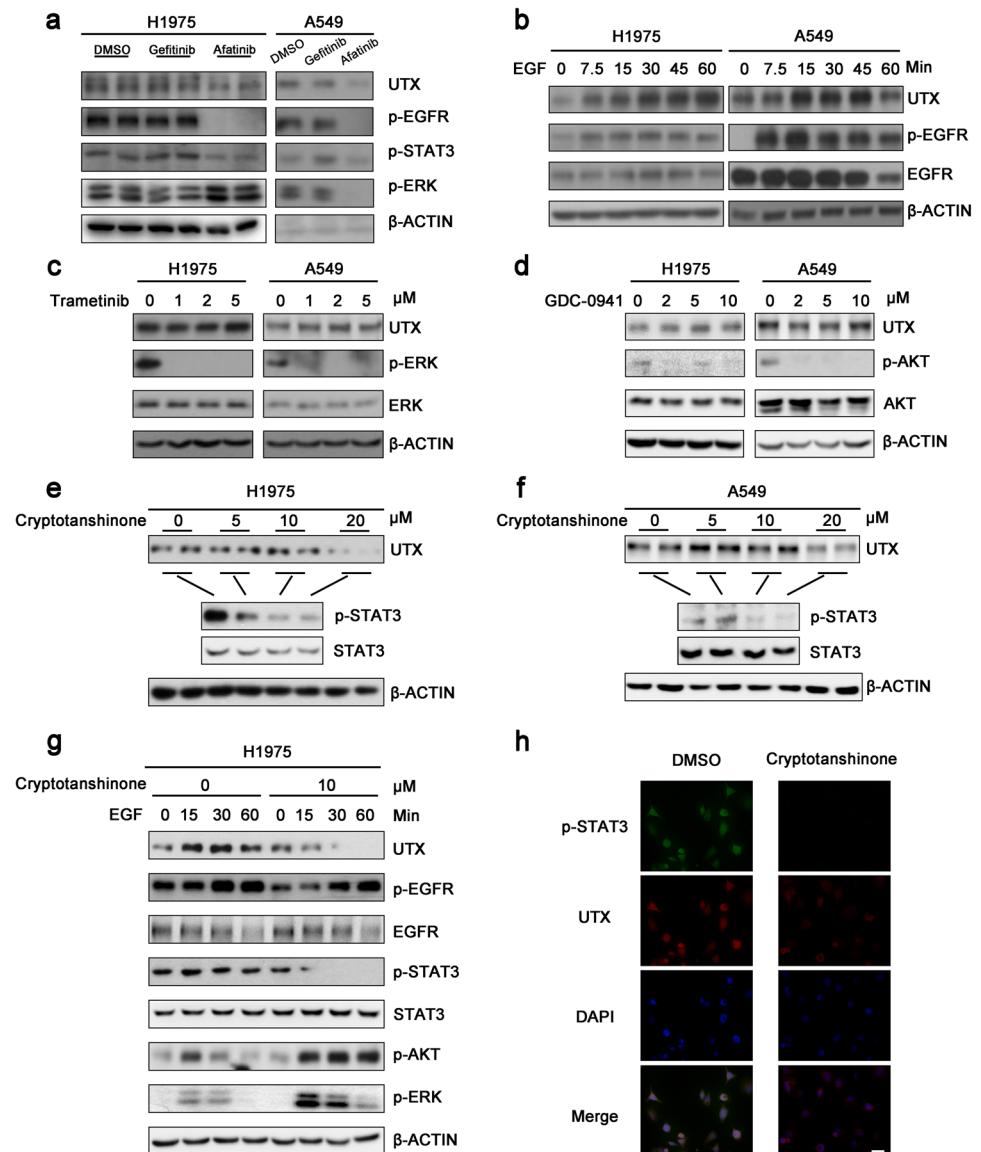 a
H1975 A549
DMSO Gefitinib Afatinib DMSO Gefitinib Afatinib
UTX
p-EGFR
p-STAT3
p-ERK
β-ACTIN
b
H1975 A549
EGF 0 7.5 15 30 45 60 0 7.5 15 30 45 60 Min
UTX
p-EGFR
EGFR
β-ACTIN
c
H1975 A549
Trametinib 0 1 2 5 0 1 2 5 μM
UTX
p-ERK
ERK
β-ACTIN
d
H1975 A549
GDC-0941 0 2 5 10 0 2 5 10 μM
UTX
p-AKT
AKT
β-ACTIN
e
H1975
Cryptotanshinone 0 5 10 20 μM
UTX
p-STAT3
STAT3
β-ACTIN
f
A549
Cryptotanshinone 0 5 10 20 μM
UTX
p-STAT3
STAT3
β-ACTIN
g
H1975
Cryptotanshinone 0 10 μM
EGF 0 15 30 60 0 15 30 60 Min
UTX
p-EGFR
EGFR
p-STAT3
STAT3
p-AKT
p-ERK
β-ACTIN
h
DMSO Cryptotanshinone
p-STAT3
UTX
DAPI
Merge